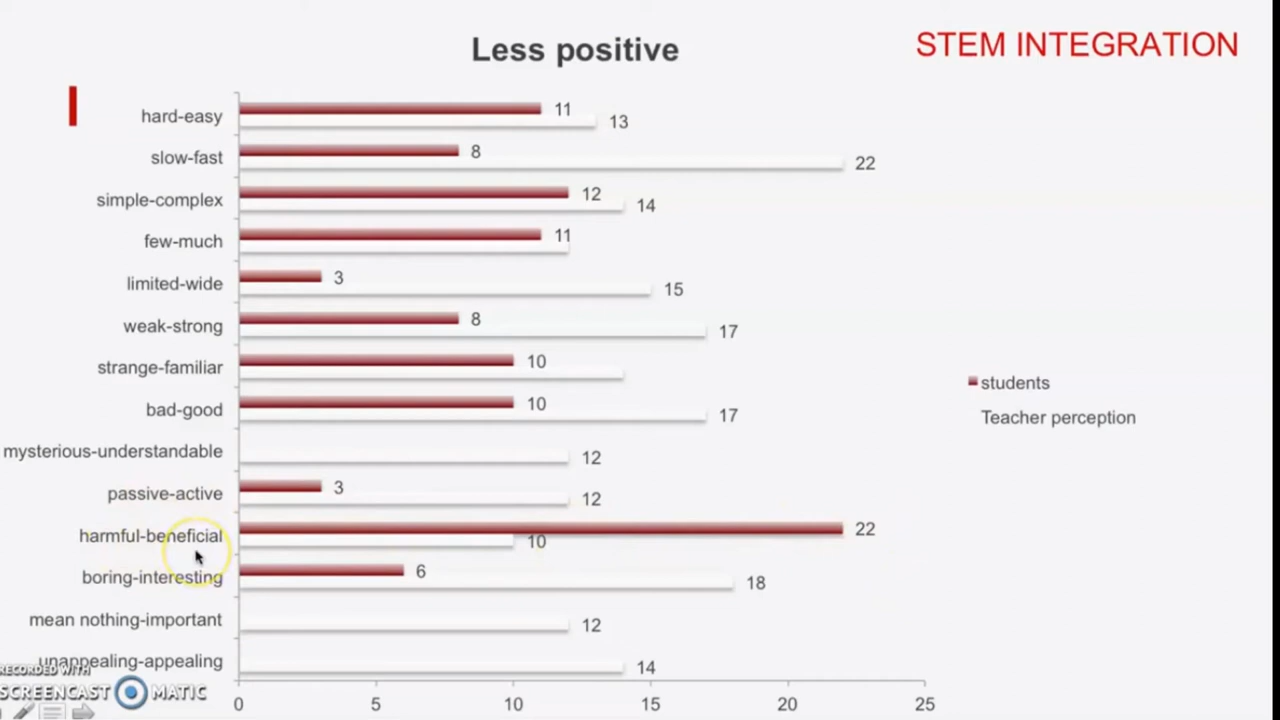 Less positive
STEM INTEGRATION
hard-easy
11
13
slow-fast
8
22
simple-complex
12
14
few-much
11
limited-wide
3
15
weak-strong
8
17
strange-familiar
10
bad-good
10
17
mysterious-understandable
12
passive-active
3
12
harmful-beneficial
22
10
boring-interesting
6
18
mean nothing-important
12
unappealing-appealing
14
students
Teacher perception
0 5 10 15 20 25
RECORDED WITH
SCREENCAST MATIC